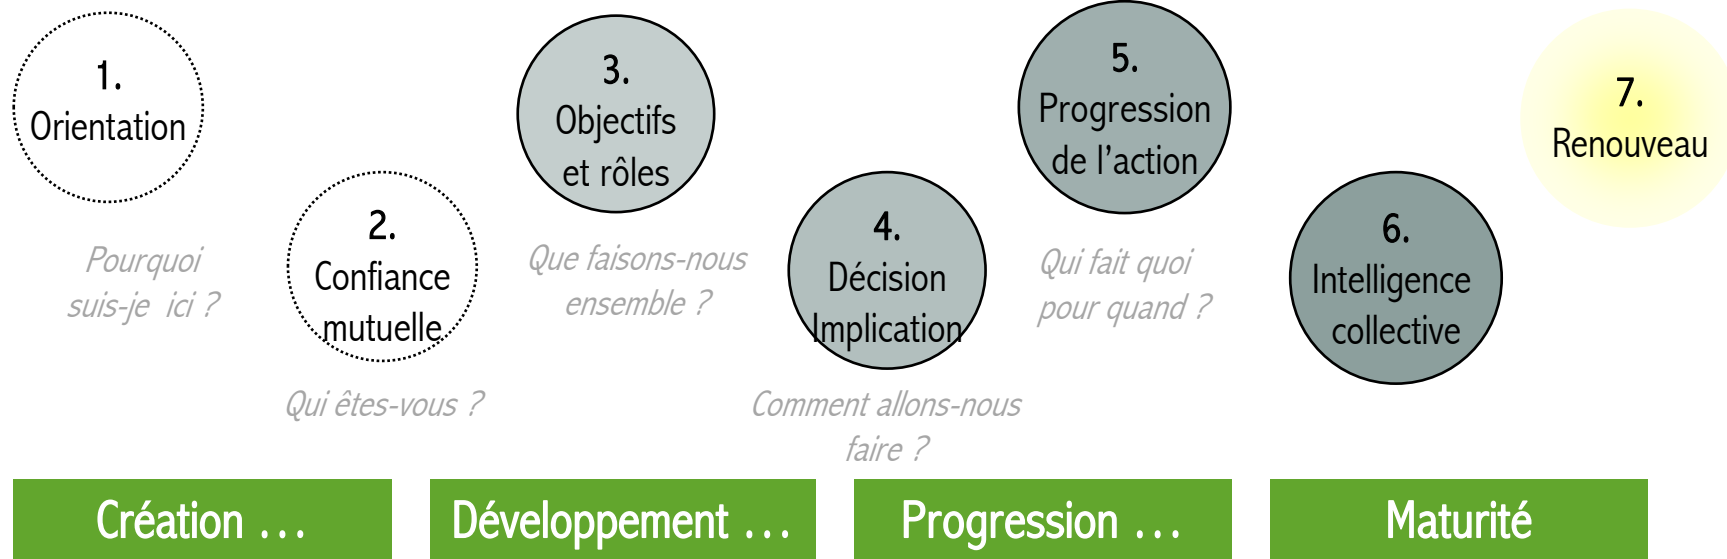 1.
Orientation
Pourquoi
suis-je ici ?
2.
Confiance
mutuelle
Qui êtes-vous ?
3.
Objectifs
et rôles
Que faisons-nous
ensemble ?
4.
Décision
Implication
Comment allons-nous
faire ?
5.
Progression
de l’action
Qui fait quoi
pour quand ?
6.
Intelligence
collective
7.
Renouveau
Création ...
Développement ...
Progression ...
Maturité